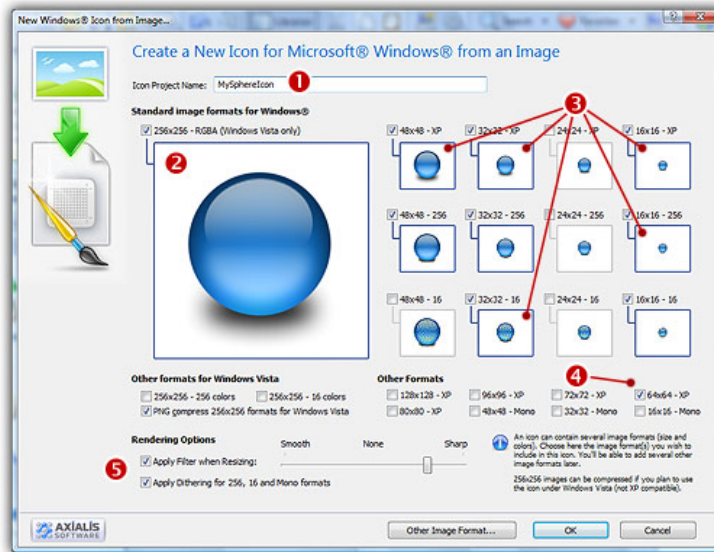 New Windows® Icon from Image...
Create a New Icon for Microsoft® Windows® from an Image
Icon Project Name: MySphereIcon 1
Standard image formats for Windows®
256x256 - RGBA (Windows Vista only)
2
3
48x48 - XP 32x32 - XP 24x24 - XP 16x16 - XP
48x48 - 256 32x32 - 256 24x24 - 256 16x16 - 256
48x48 - 16 32x32 - 16 24x24 - 16 16x16 - 16
Other formats for Windows Vista
256x256 - 256 colors 256x256 - 16 colors
PNG compress 256x256 formats for Windows Vista
Other Formats 4
128x128 - XP 96x96 - XP 72x72 - XP 64x64 - XP
80x80 - XP 48x48 - Mono 32x32 - Mono 16x16 - Mono
Rendering Options
Smooth None Sharp
5
Apply Filter when Resizing:
Apply Dithering for 256, 16 and Mono formats
An icon can contain several image formats (size and
colors). Choose here the image format(s) you wish to
include in this icon. You'll be able to add several other
image formats later.
256x256 images can be compressed if you plan to use
the icon under Windows Vista (not XP compatible).
AXIALIS
SOFTWARE
Other Image Format... OK Cancel